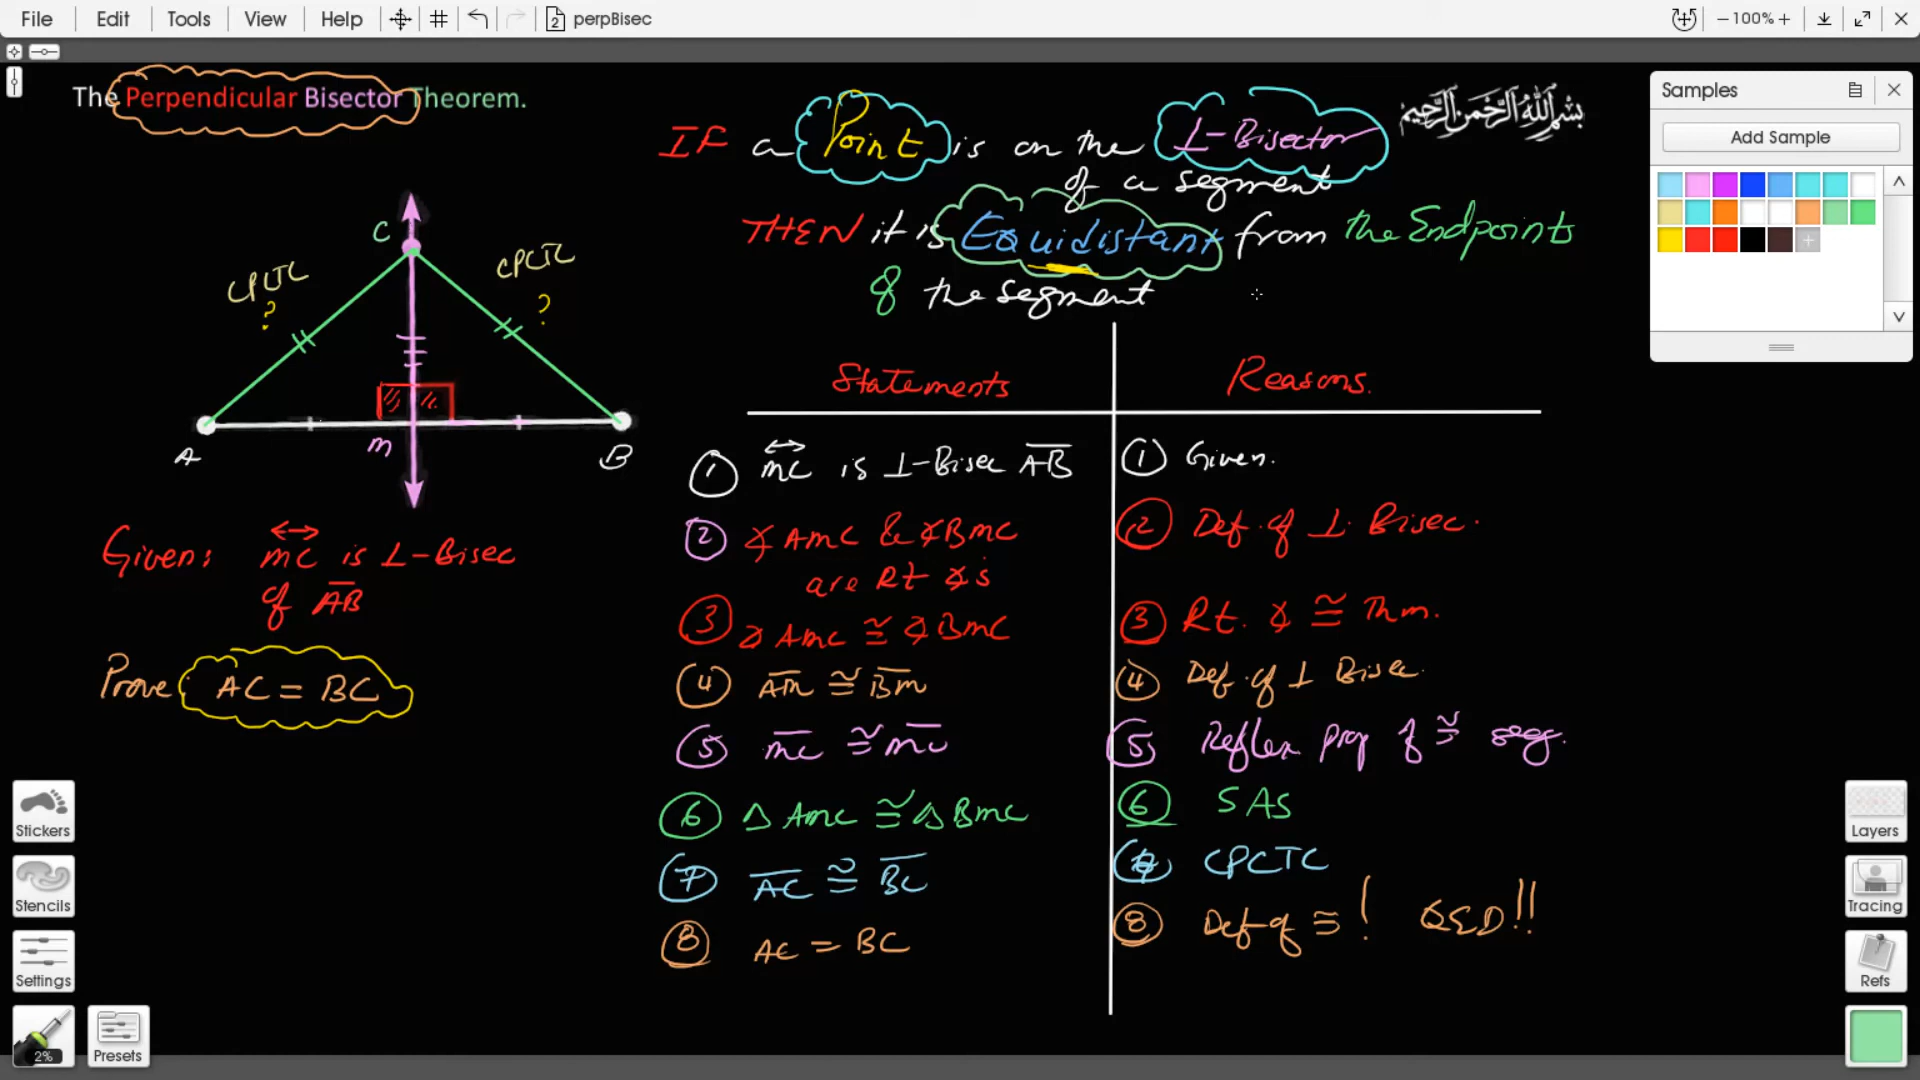 File Edit Tools View Help perpBisec −100% +
The Perpendicular Bisector Theorem.
IF a Point is on the ⊥-Bisector
of a segment
THEN it is Equidistant from the Endpoints
of the segment
بسم الله الرحمن الرحيم
Samples
Add Sample
C
CPCTC
?
CPCTC
?
A
m
B
Given: MC is ⊥-Bisec
of AB
Prove AC = BC
Statements
Reasons.
① MC is ⊥-Bisec AB
① Given.
② ∡AMC & ∡BMC
are Rt ∡s
② Def. of ⊥ Bisec.
③ ∡AMC ≅ ∡BMC
③ Rt. ∡ ≅ Thm.
④ AM ≅ BM
④ Def. of ⊥ Bisec.
⑤ MC ≅ MC
⑤ Reflex Prop of ≅ seg.
⑥ △AMC ≅ △BMC
⑥ SAS
⑦ AC ≅ BC
⑦ CPCTC
⑧ AC = BC
⑧ Def of ≅ ! QED!!
Stickers
Stencils
Settings
2%
Presets
Layers
Tracing
Refs